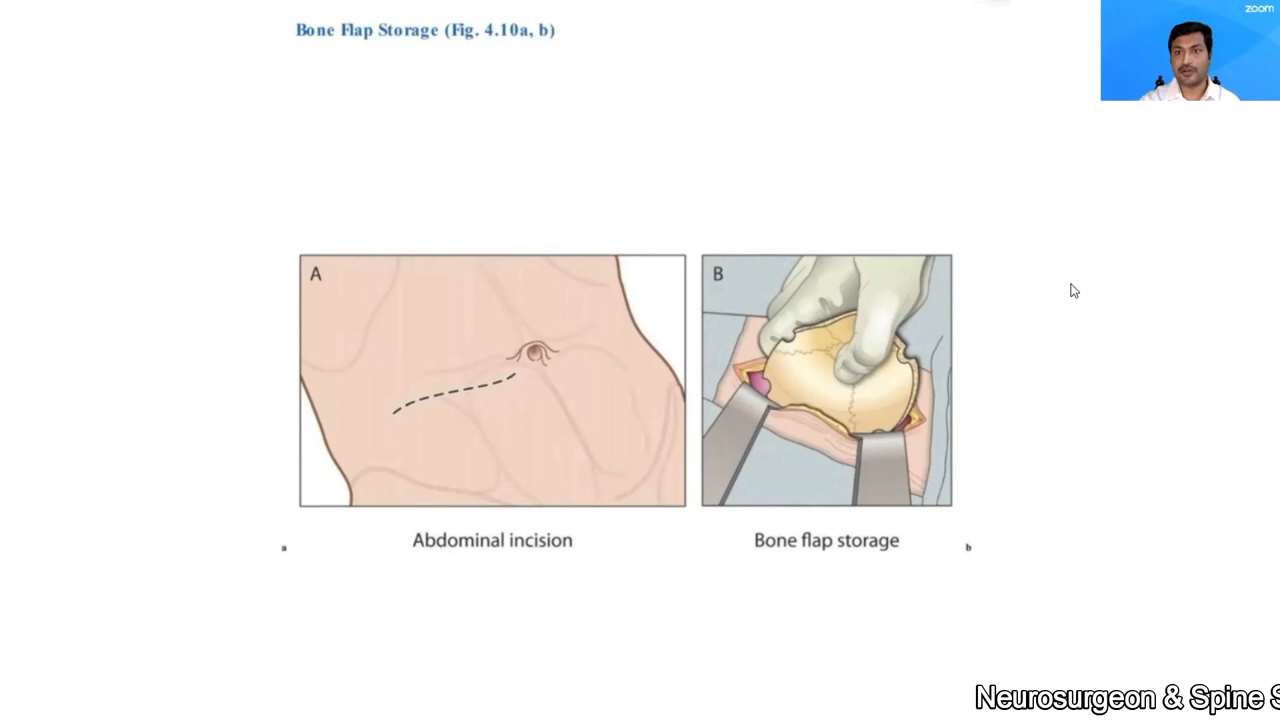 zoom
Bone Flap Storage (Fig. 4.10a, b)
A
B
Abdominal incision
Bone flap storage
a
b
Neurosurgeon & Spine S